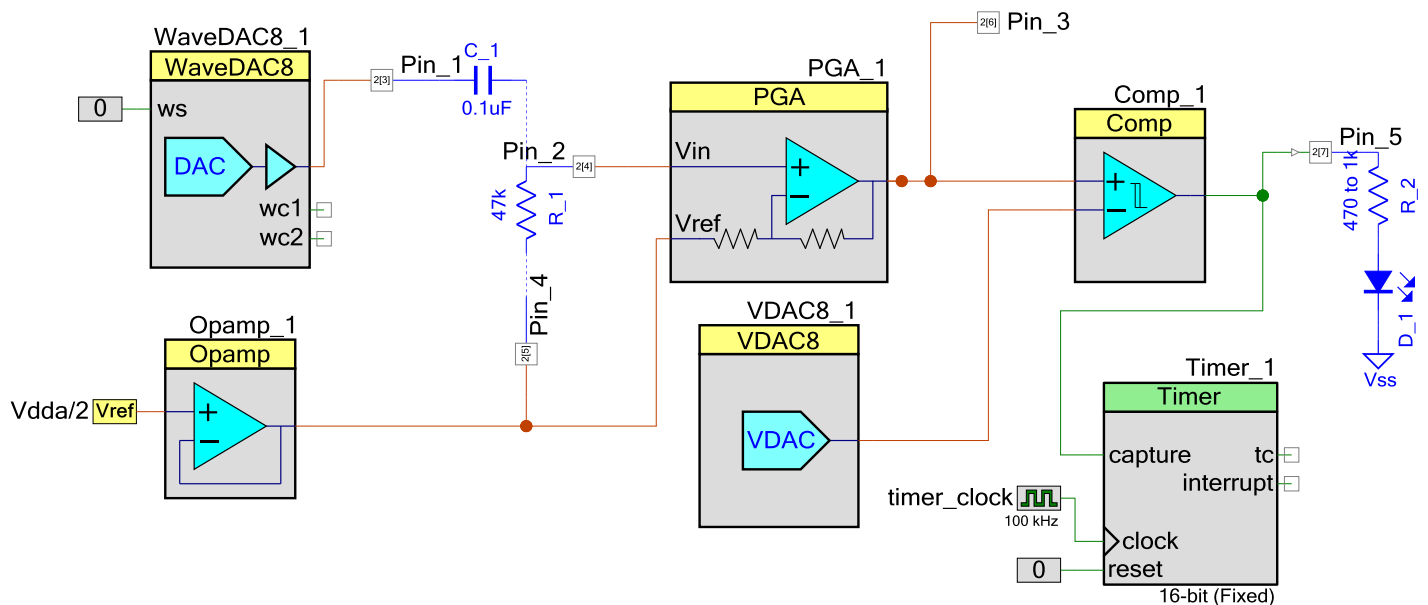 WaveDAC8_1
WaveDAC8
0
ws
DAC
wc1
wc2
2[3]
Pin_1
C_1
0.1uF
Pin_2
2[4]
47k
R_1
Pin_4
2[5]
Opamp_1
Opamp
Vdda/2
Vref
+
−
PGA_1
PGA
Vin
Vref
+
−
2[6]
Pin_3
VDAC8_1
VDAC8
VDAC
Comp_1
Comp
+
−
Pin_5
2[7]
470 to 1k
R_2
D_1
Vss
Timer_1
Timer
capture
tc
interrupt
timer_clock
100 kHz
clock
0
reset
16-bit (Fixed)